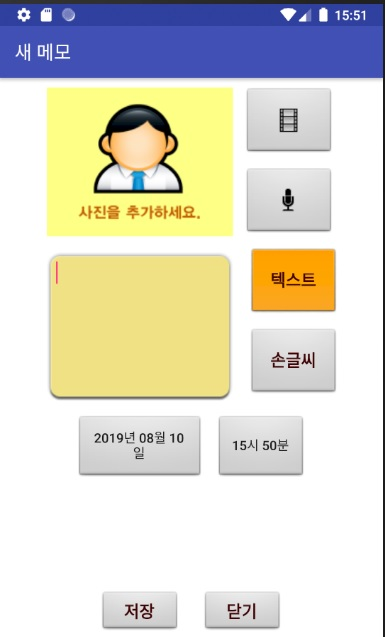 15:51
새 메모
사진을 추가하세요.
텍스트
손글씨
2019년 08월 10
일
15시 50분
저장
닫기